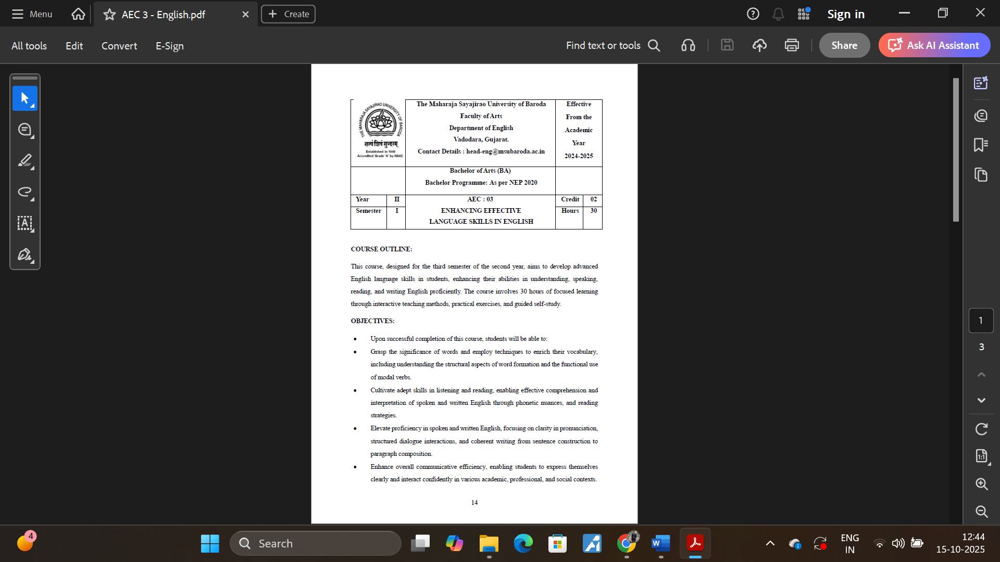 Menu
AEC 3 - English.pdf
Create
Sign in
All tools
Edit
Convert
E-Sign
Find text or tools
Share
Ask AI Assistant
THE MAHARAJA SAYAJIRAO UNIVERSITY OF BARODA
सत्यं शिवं सुन्दरम्
Established in 1949
Accredited Grade 'A' by NAAC
The Maharaja Sayajirao University of Baroda
Faculty of Arts
Department of English
Vadodara, Gujarat.
Contact Details : head-eng@msubaroda.ac.in
Effective
From the
Academic
Year
2024-2025
Bachelor of Arts (BA)
Bachelor Programme: As per NEP 2020
Year II
Semester I
AEC : 03
ENHANCING EFFECTIVE
LANGUAGE SKILLS IN ENGLISH
Credit 02
Hours 30
COURSE OUTLINE:
This course, designed for the third semester of the second year, aims to develop advanced
English language skills in students, enhancing their abilities in understanding, speaking,
reading, and writing English proficiently. The course involves 30 hours of focused learning
through interactive teaching methods, practical exercises, and guided self-study.
OBJECTIVES:
• Upon successful completion of this course, students will be able to:
• Grasp the significance of words and employ techniques to enrich their vocabulary,
including understanding the structural aspects of word formation and the functional use
of modal verbs.
• Cultivate adept skills in listening and reading, enabling effective comprehension and
interpretation of spoken and written English through phonetic nuances, and reading
strategies.
• Elevate proficiency in spoken and written English, focusing on clarity in pronunciation,
structured dialogue interactions, and coherent writing from sentence construction to
paragraph composition.
• Enhance overall communicative efficiency, enabling students to express themselves
clearly and interact confidently in various academic, professional, and social contexts.
14
1
3
1:1
4
Search
ENG
IN
12:44
15-10-2025